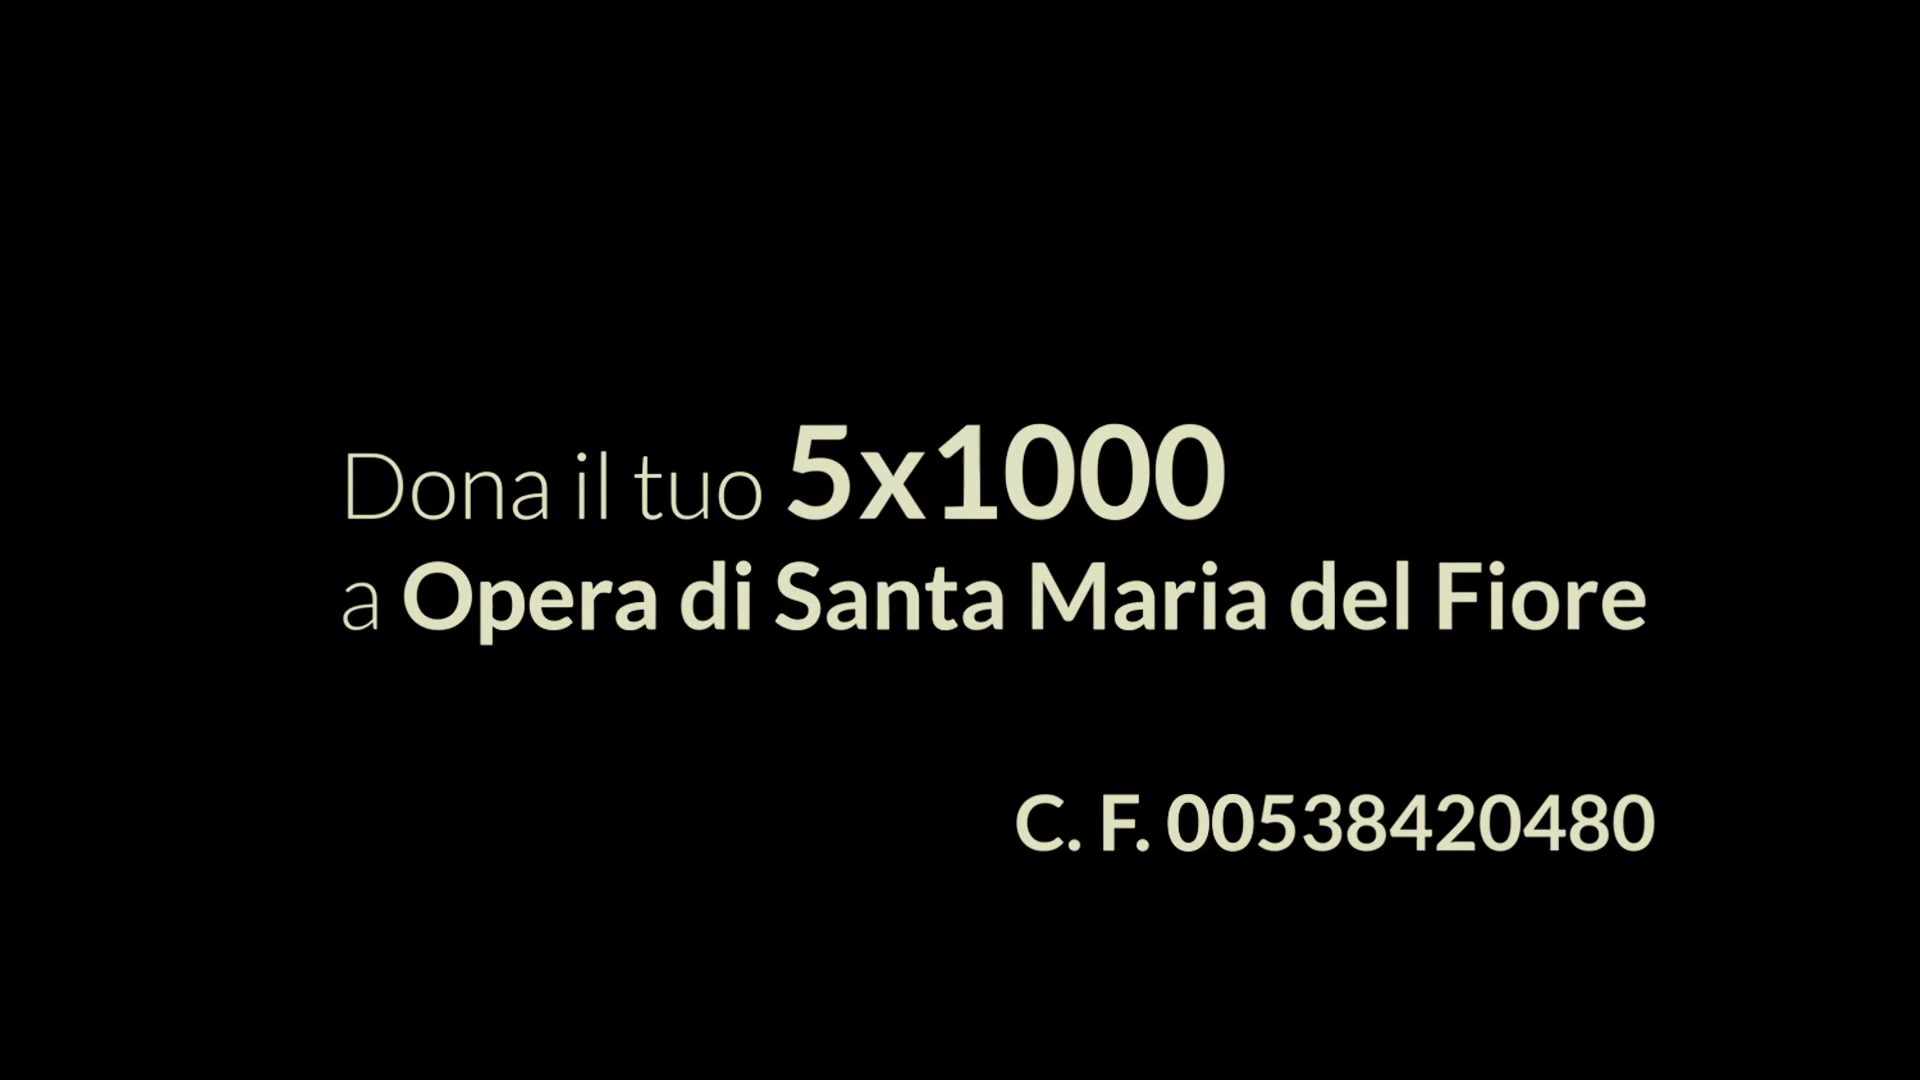 Dona il tuo 5x1000
a Opera di Santa Maria del Fiore
C. F. 00538420480